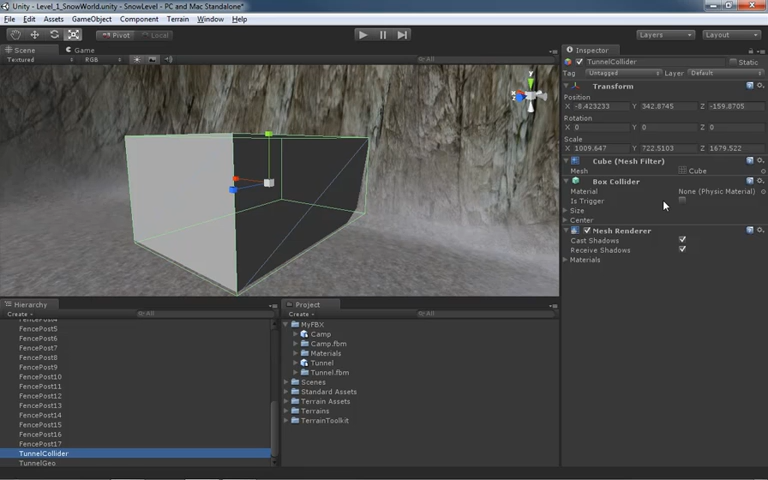 Unity - Level_1_SnowWorld.unity - SnowLevel - PC and Mac Standalone*
File Edit Assets GameObject Component Terrain Window Help
Pivot Local Layers Layout
Scene Game
Textured RGB All
y
x
Inspector
TunnelCollider Static
Tag Untagged Layer Default
Transform
Position
X -8.423233 Y 342.8745 Z -159.8705
Rotation
X 0 Y 0 Z 0
Scale
X 1009.647 Y 722.5103 Z 1679.522
Cube (Mesh Filter)
Mesh Cube
Box Collider
Material None (Physic Material)
Is Trigger
Size
Center
Mesh Renderer
Cast Shadows
Receive Shadows
Materials
Hierarchy
Create All
FencePost4
FencePost5
FencePost6
FencePost7
FencePost8
FencePost9
FencePost10
FencePost11
FencePost12
FencePost13
FencePost14
FencePost15
FencePost16
FencePost17
TunnelCollider
TunnelGeo
Project
Create All
MyFBX
Camp
Camp.fbm
Materials
Tunnel
Tunnel.fbm
Scenes
Standard Assets
Terrain Assets
Terrains
TerrainToolkit